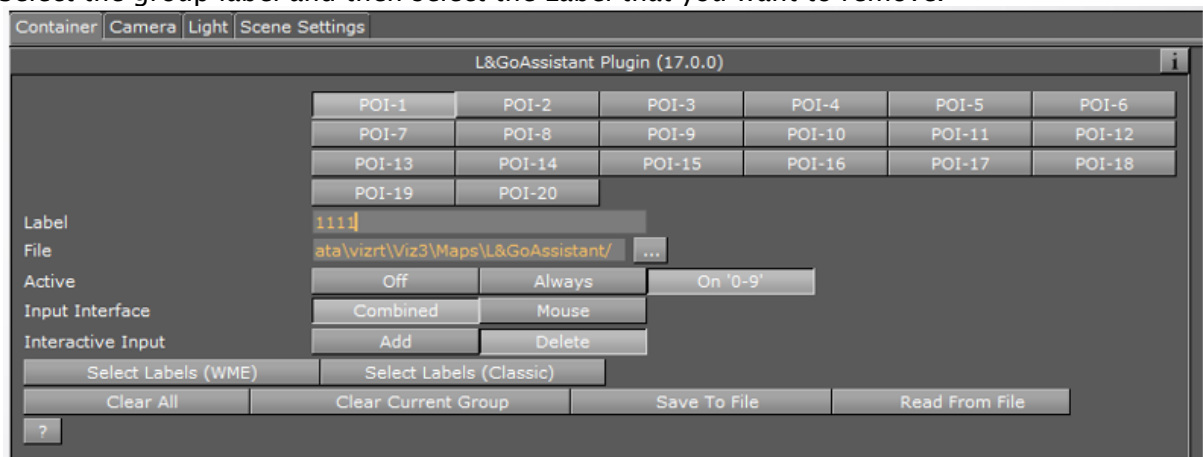 Select the group label and then select the Label that you want to remove.
Container Camera Light Scene Settings
L&GoAssistant Plugin (17.0.0) i
POI-1 POI-2 POI-3 POI-4 POI-5 POI-6
POI-7 POI-8 POI-9 POI-10 POI-11 POI-12
POI-13 POI-14 POI-15 POI-16 POI-17 POI-18
POI-19 POI-20
Label 1111
File ata\vizrt\Viz3\Maps\L&GoAssistant/ ...
Active Off Always On '0-9'
Input Interface Combined Mouse
Interactive Input Add Delete
Select Labels (WME) Select Labels (Classic)
Clear All Clear Current Group Save To File Read From File
?